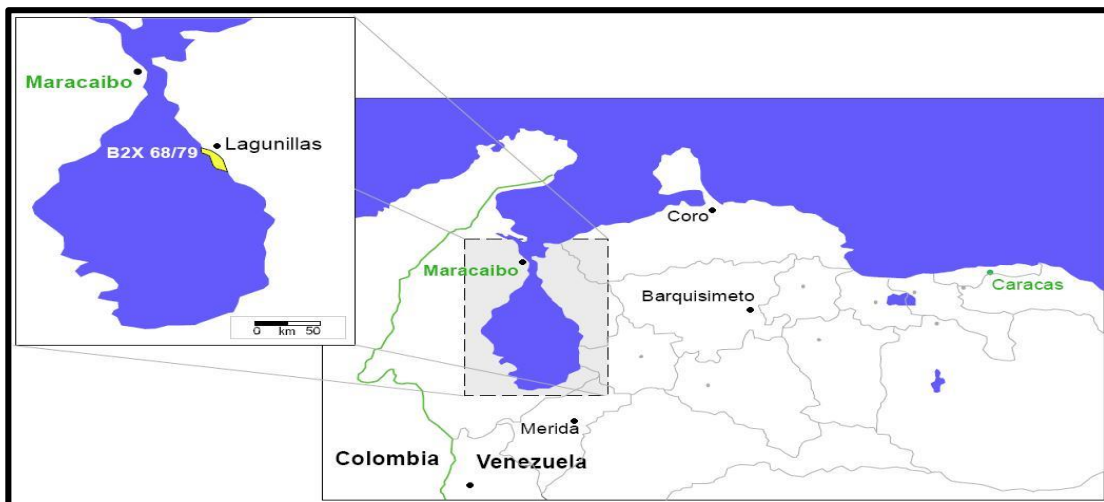 Maracaibo
Lagunillas
B2X 68/79
0 km 50
Coro
Maracaibo
Caracas
Barquisimeto
Merida
Colombia Venezuela